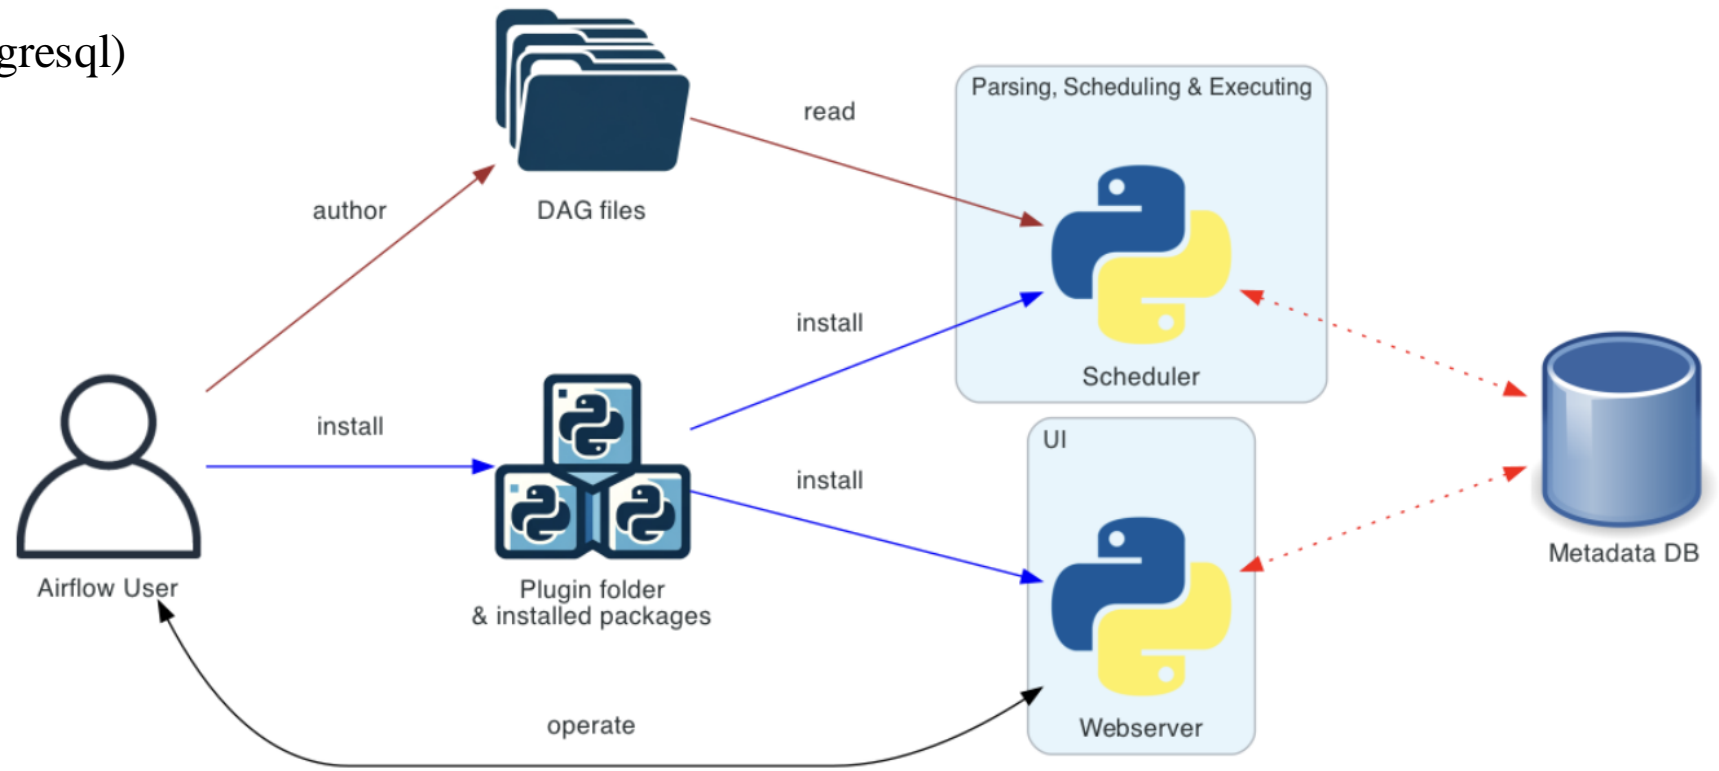 gresql)
Parsing, Scheduling & Executing
read
author
DAG files
install
Scheduler
install
UI
install
Metadata DB
Airflow User
Plugin folder
& installed packages
operate
Webserver